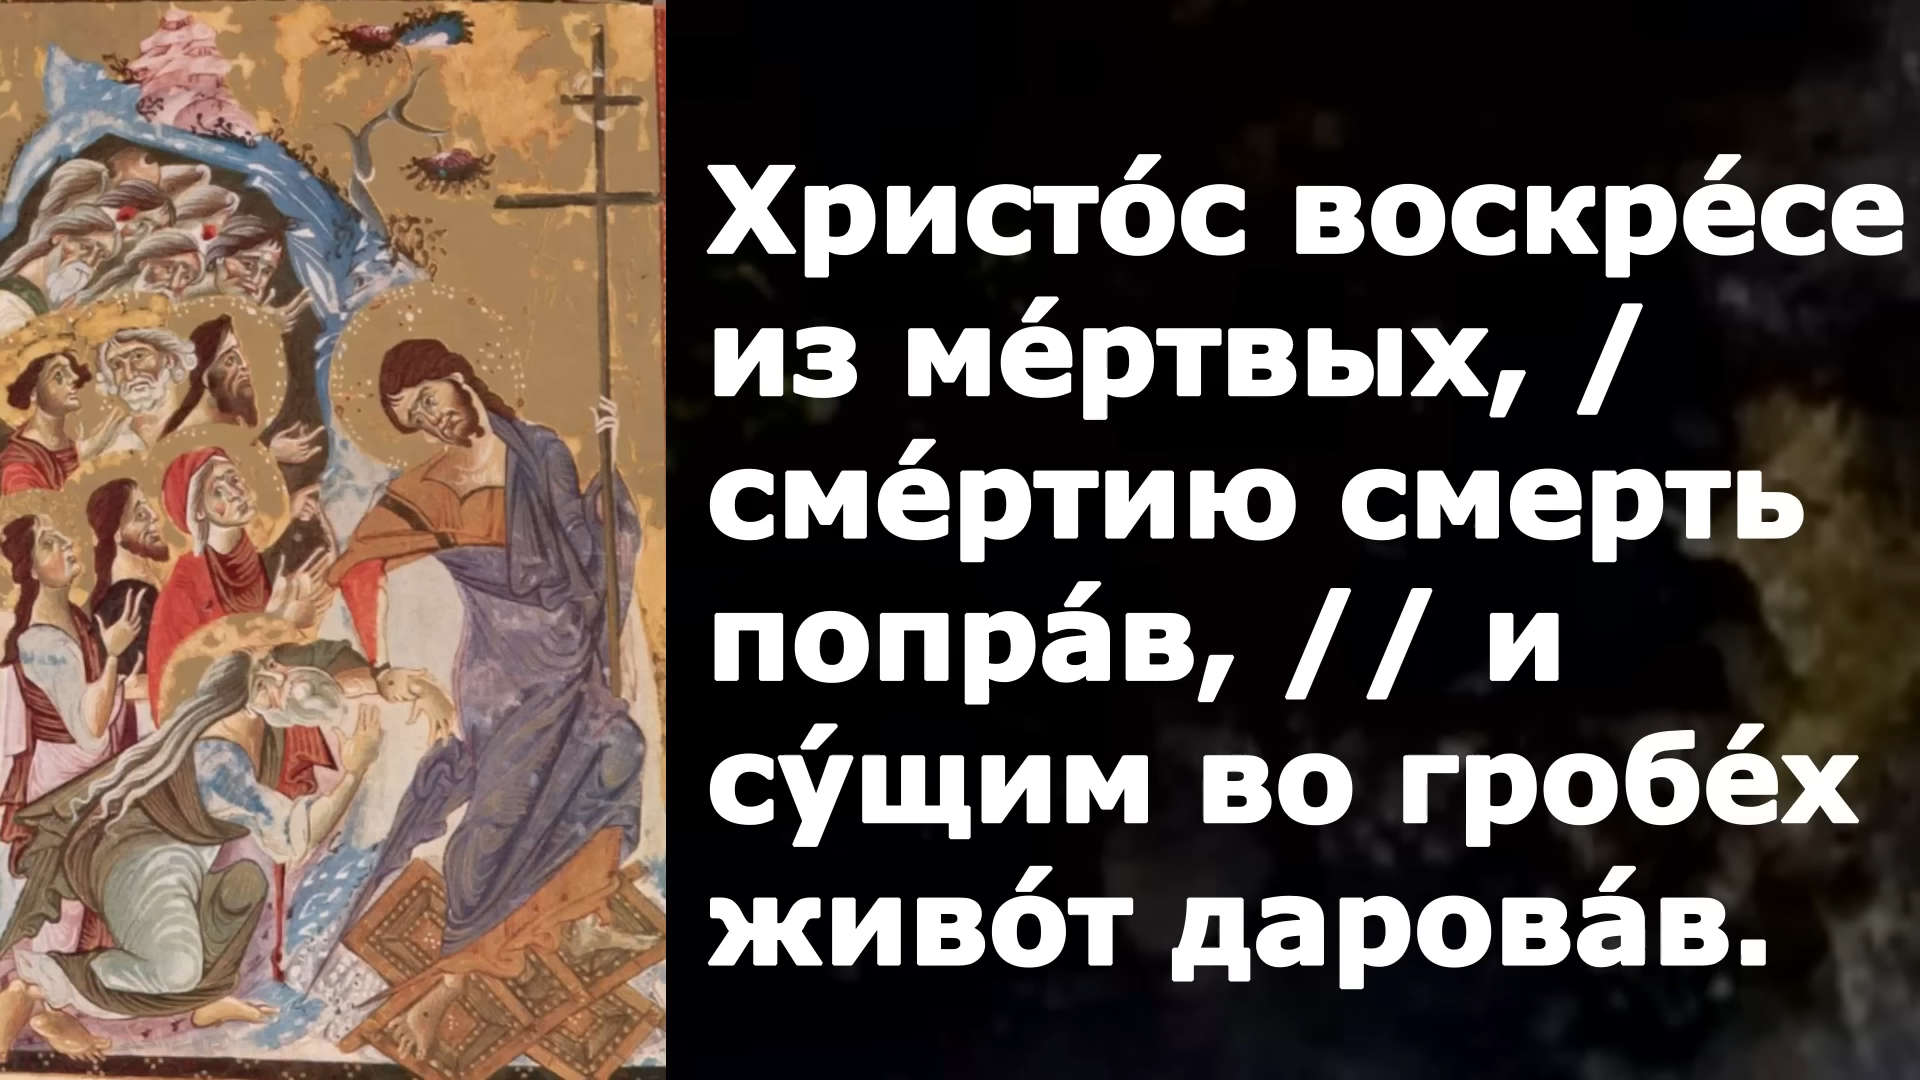 Христо́с воскре́се
из ме́ртвых, /
сме́ртию смерть
попра́в, // и
су́щим во гробе́х
живо́т дарова́в.